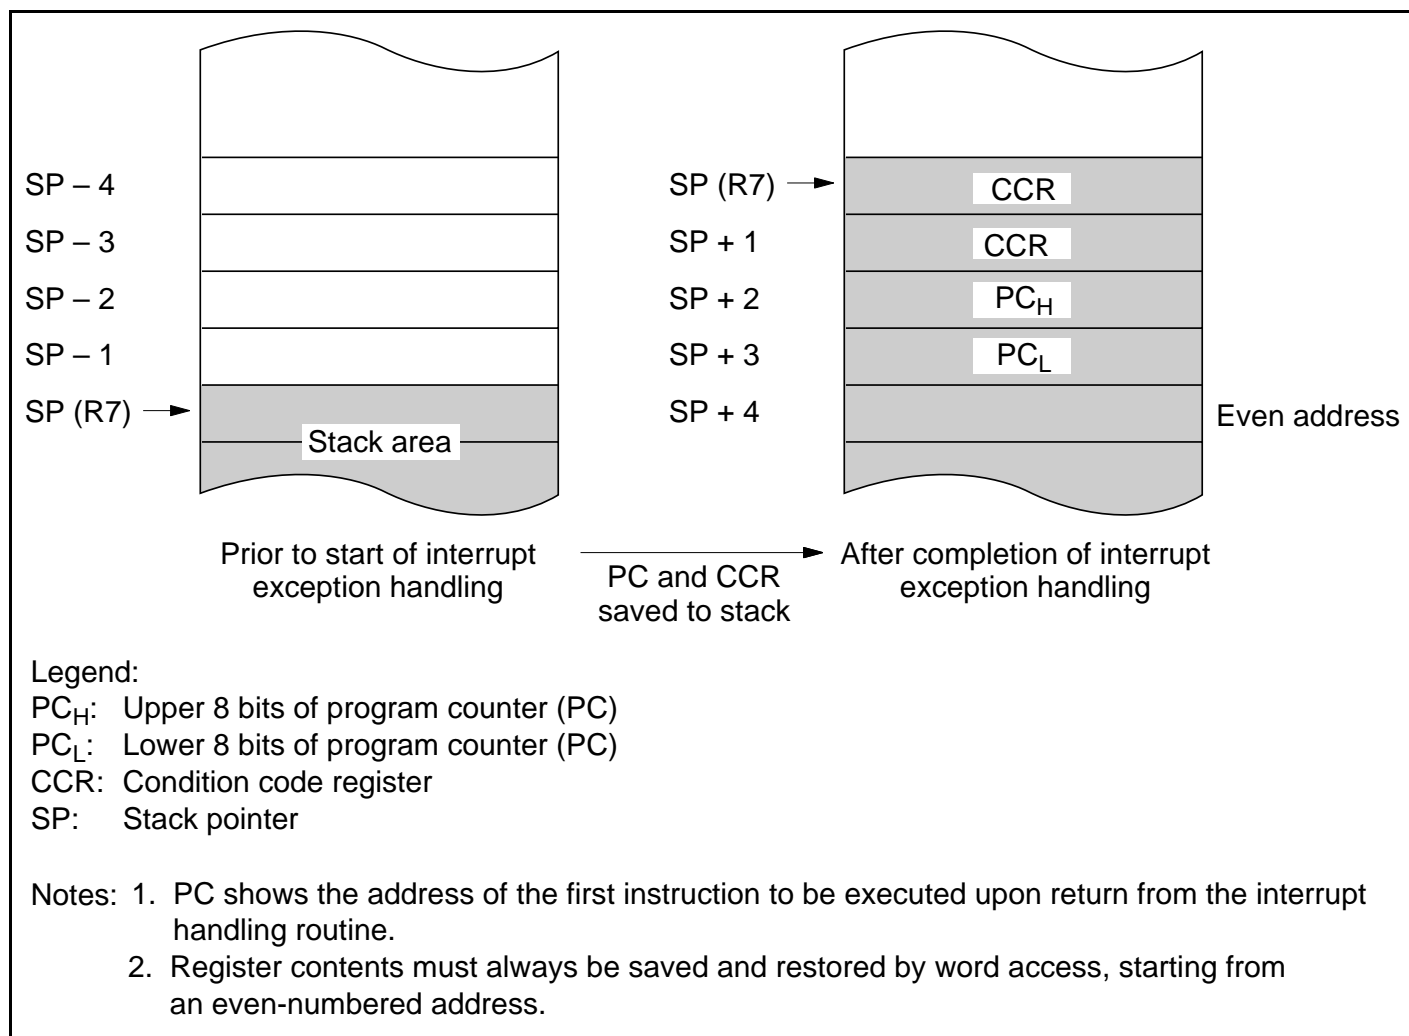 SP – 4
SP – 3
SP – 2
SP – 1
SP (R7)
Stack area
SP (R7)
SP + 1
SP + 2
SP + 3
SP + 4
CCR
CCR
PCH
PCL
Even address
Prior to start of interrupt
exception handling
PC and CCR
saved to stack
After completion of interrupt
exception handling
Legend:
PCH: Upper 8 bits of program counter (PC)
PCL: Lower 8 bits of program counter (PC)
CCR: Condition code register
SP: Stack pointer
Notes: 1. PC shows the address of the first instruction to be executed upon return from the interrupt
handling routine.
2. Register contents must always be saved and restored by word access, starting from
an even-numbered address.